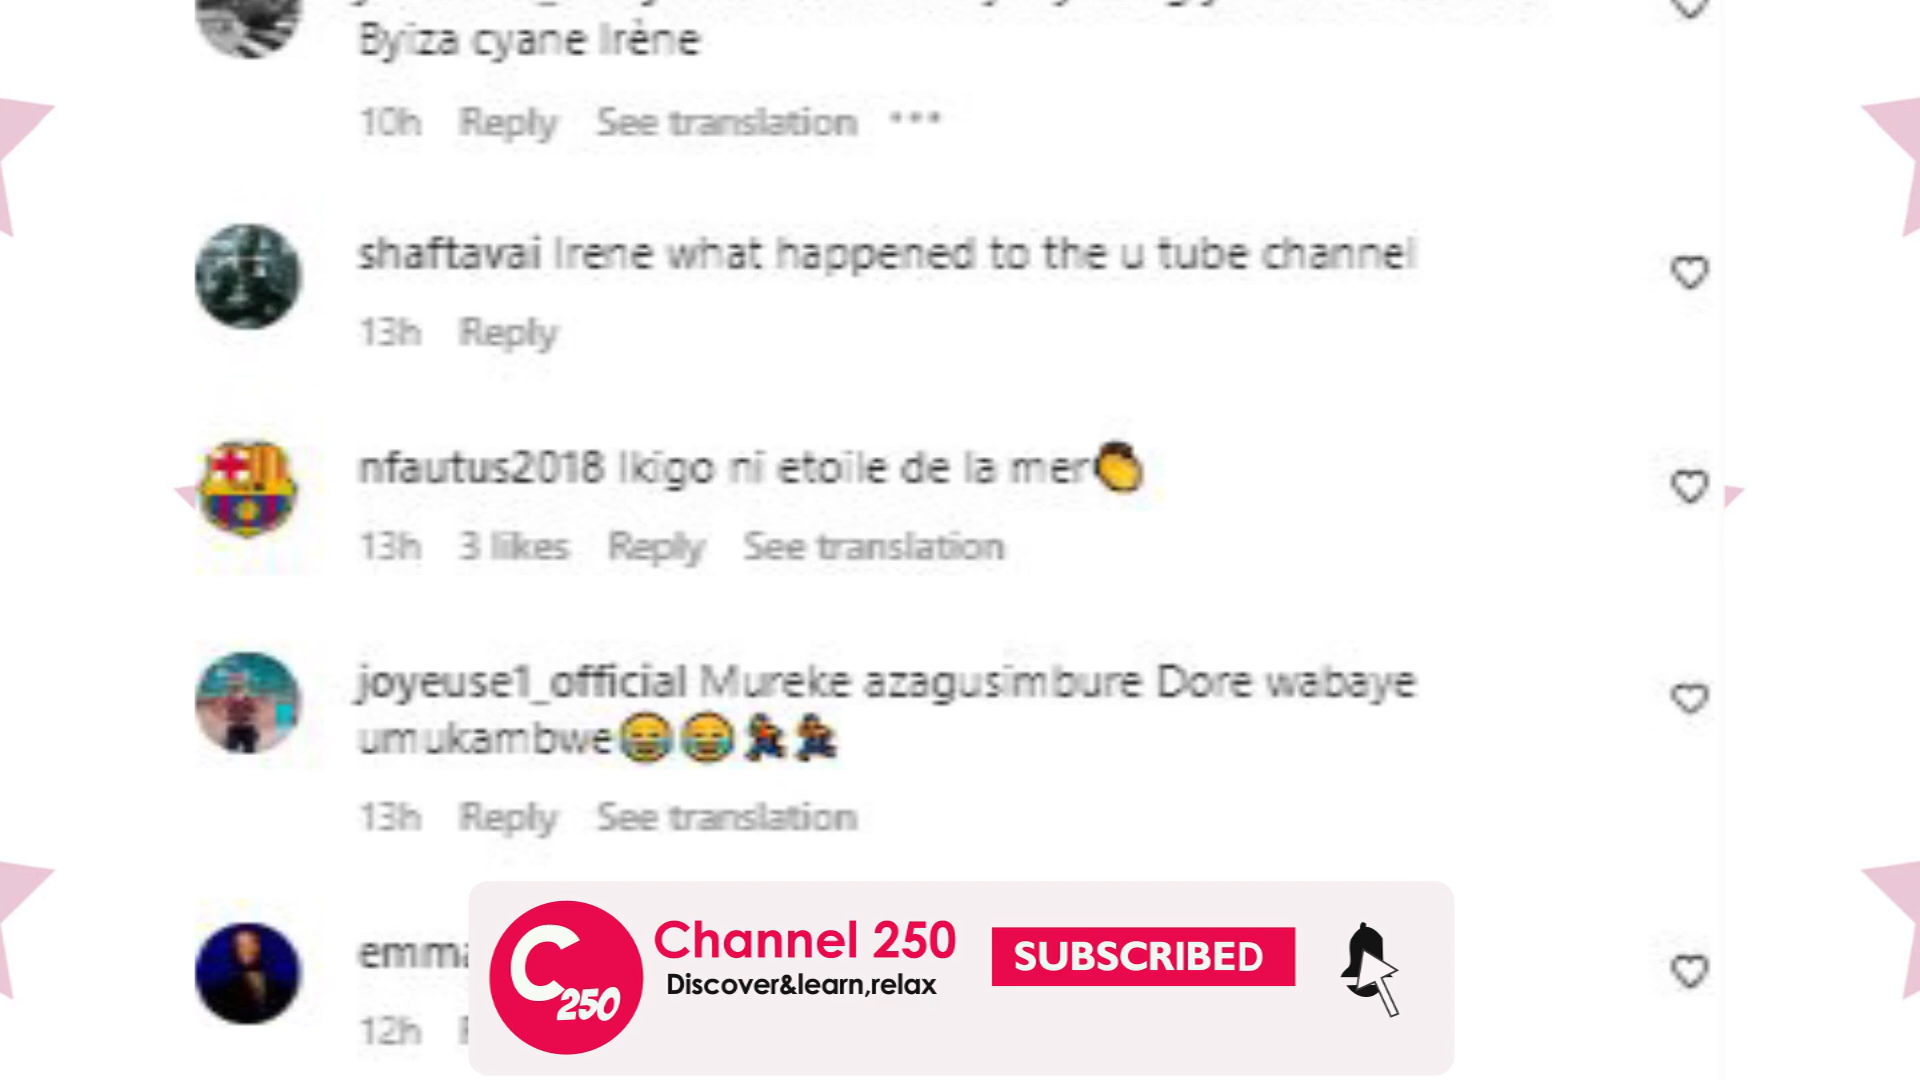 Byiza cyane Irène
10h Reply See translation •••
shaftavai Irene what happened to the u tube channel
13h Reply
nfautus2018 Ikigo ni etoile de la mer👏
13h 3 likes Reply See translation
joyeuse1_official Mureke azagusimbure Dore wabaye
umukambwe😂😂
13h Reply See translation
12h
C250
Channel 250
Discover&learn,relax
SUBSCRIBED